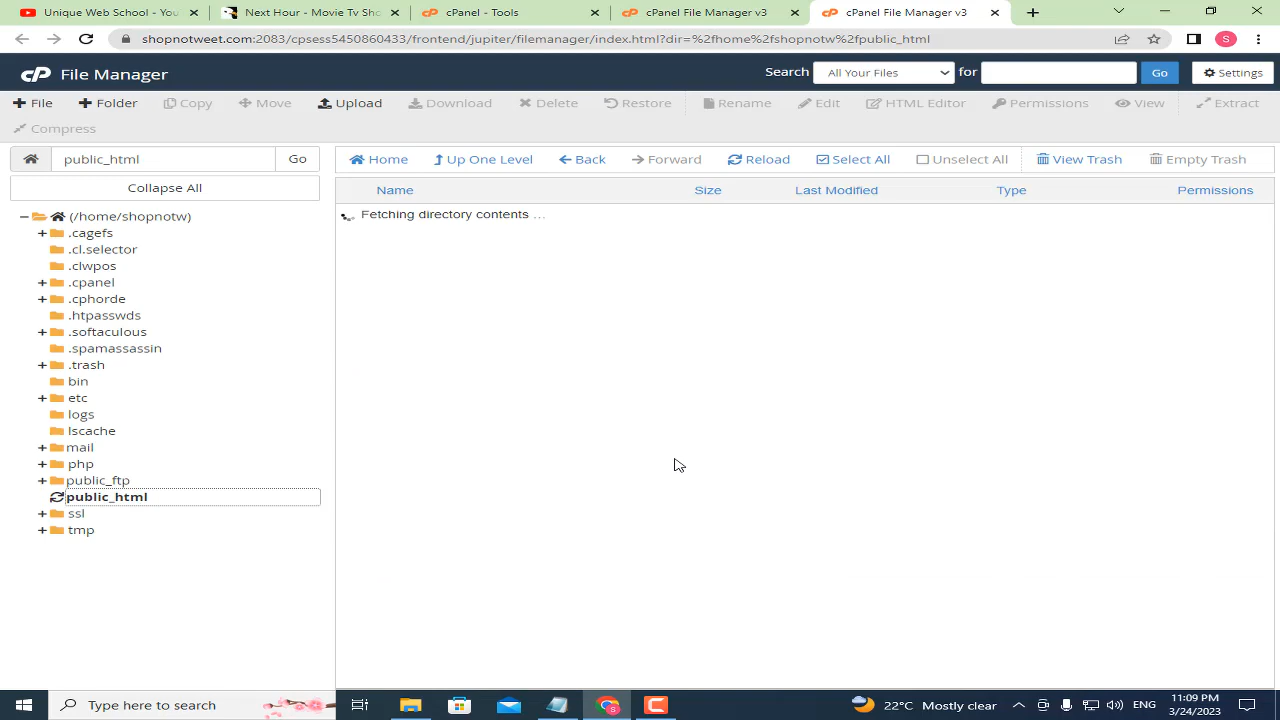 Unique Web School - You
Next Hour - Movie Tv Sho
cPanel - Tools
cPanel File Manager v3
cPanel File Manager v3
shopnotweet.com:2083/cpsess5450860433/frontend/jupiter/filemanager/index.html?dir=%2fhome%2fshopnotw%2fpublic_html
S
cP File Manager
Search
All Your Files
for
Go
Settings
File
Folder
Copy
Move
Upload
Download
Delete
Restore
Rename
Edit
HTML Editor
Permissions
View
Extract
Compress
public_html
Go
Home
Up One Level
Back
Forward
Reload
Select All
Unselect All
View Trash
Empty Trash
Collapse All
Name
Size
Last Modified
Type
Permissions
Fetching directory contents ...
(/home/shopnotw)
.cagefs
.cl.selector
.clwpos
.cpanel
.cphorde
.htpasswds
.softaculous
.spamassassin
.trash
bin
etc
logs
lscache
mail
php
public_ftp
public_html
ssl
tmp
Type here to search
22°C Mostly clear
ENG
11:09 PM
3/24/2023